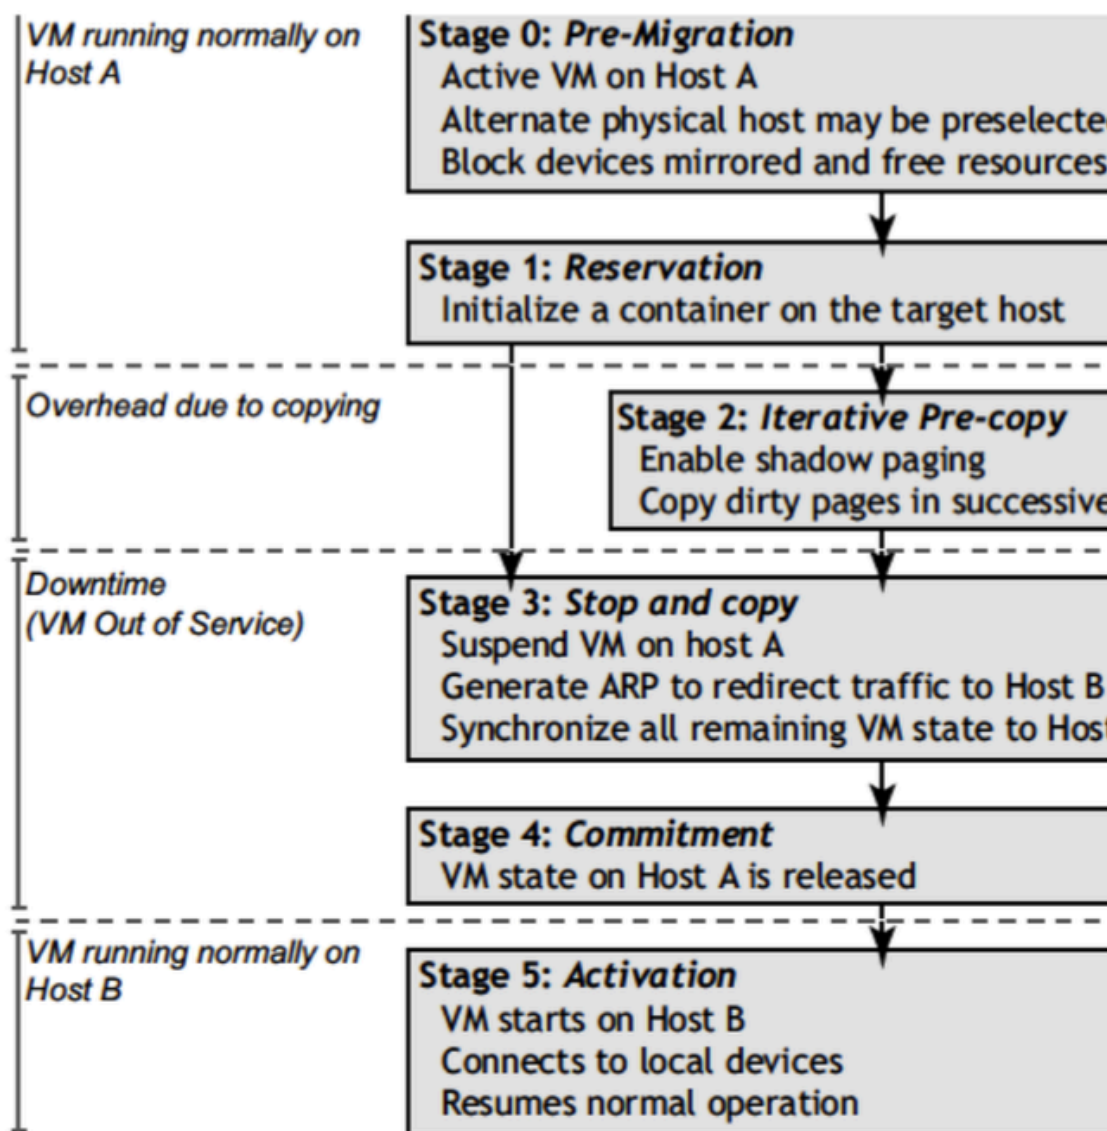 VM running normally on
Host A
Stage 0: Pre-Migration
Active VM on Host A
Alternate physical host may be preselecte
Block devices mirrored and free resources
Stage 1: Reservation
Initialize a container on the target host
Overhead due to copying
Stage 2: Iterative Pre-copy
Enable shadow paging
Copy dirty pages in successive
Downtime
(VM Out of Service)
Stage 3: Stop and copy
Suspend VM on host A
Generate ARP to redirect traffic to Host B
Synchronize all remaining VM state to Host
Stage 4: Commitment
VM state on Host A is released
VM running normally on
Host B
Stage 5: Activation
VM starts on Host B
Connects to local devices
Resumes normal operation